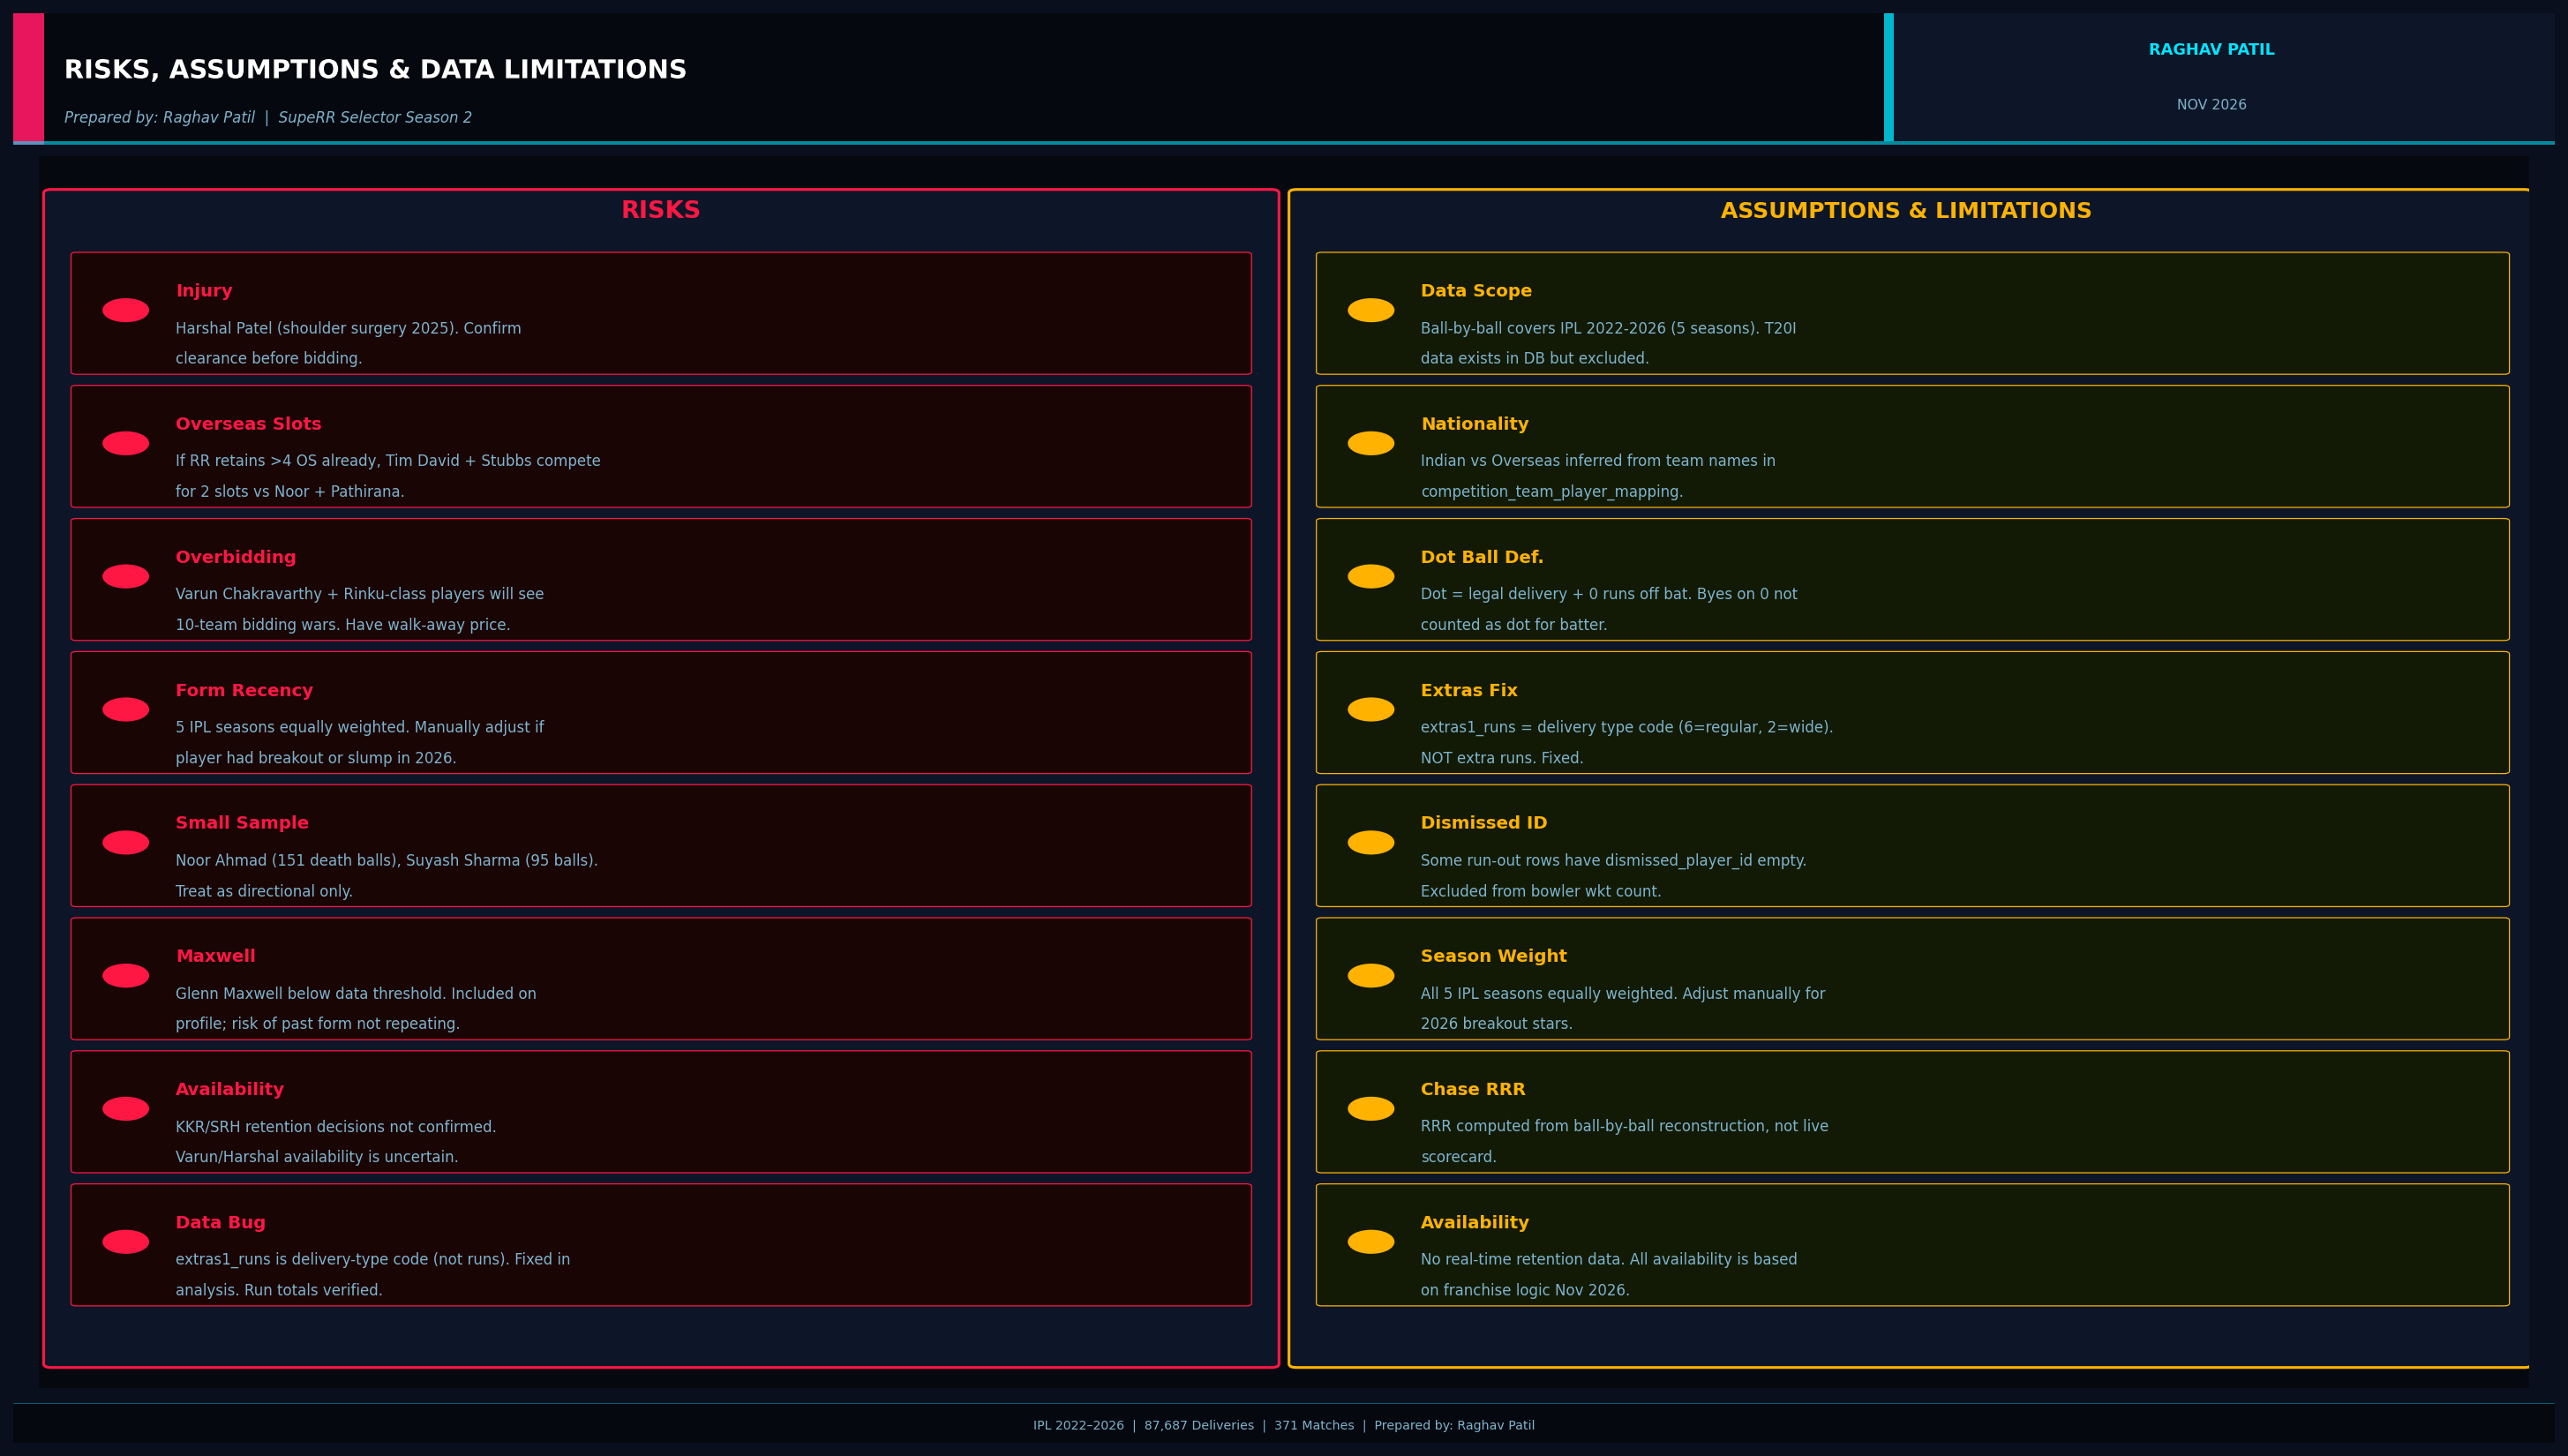 RISKS, ASSUMPTIONS & DATA LIMITATIONS
Prepared by: Raghav Patil | SupeRR Selector Season 2
RAGHAV PATIL
NOV 2026
RISKS
Injury
Harshal Patel (shoulder surgery 2025). Confirm
clearance before bidding.
Overseas Slots
If RR retains >4 OS already, Tim David + Stubbs compete
for 2 slots vs Noor + Pathirana.
Overbidding
Varun Chakravarthy + Rinku-class players will see
10-team bidding wars. Have walk-away price.
Form Recency
5 IPL seasons equally weighted. Manually adjust if
player had breakout or slump in 2026.
Small Sample
Noor Ahmad (151 death balls), Suyash Sharma (95 balls).
Treat as directional only.
Maxwell
Glenn Maxwell below data threshold. Included on
profile; risk of past form not repeating.
Availability
KKR/SRH retention decisions not confirmed.
Varun/Harshal availability is uncertain.
Data Bug
extras1_runs is delivery-type code (not runs). Fixed in
analysis. Run totals verified.
ASSUMPTIONS & LIMITATIONS
Data Scope
Ball-by-ball covers IPL 2022-2026 (5 seasons). T20I
data exists in DB but excluded.
Nationality
Indian vs Overseas inferred from team names in
competition_team_player_mapping.
Dot Ball Def.
Dot = legal delivery + 0 runs off bat. Byes on 0 not
counted as dot for batter.
Extras Fix
extras1_runs = delivery type code (6=regular, 2=wide).
NOT extra runs. Fixed.
Dismissed ID
Some run-out rows have dismissed_player_id empty.
Excluded from bowler wkt count.
Season Weight
All 5 IPL seasons equally weighted. Adjust manually for
2026 breakout stars.
Chase RRR
RRR computed from ball-by-ball reconstruction, not live
scorecard.
Availability
No real-time retention data. All availability is based
on franchise logic Nov 2026.
IPL 2022–2026 | 87,687 Deliveries | 371 Matches | Prepared by: Raghav Patil